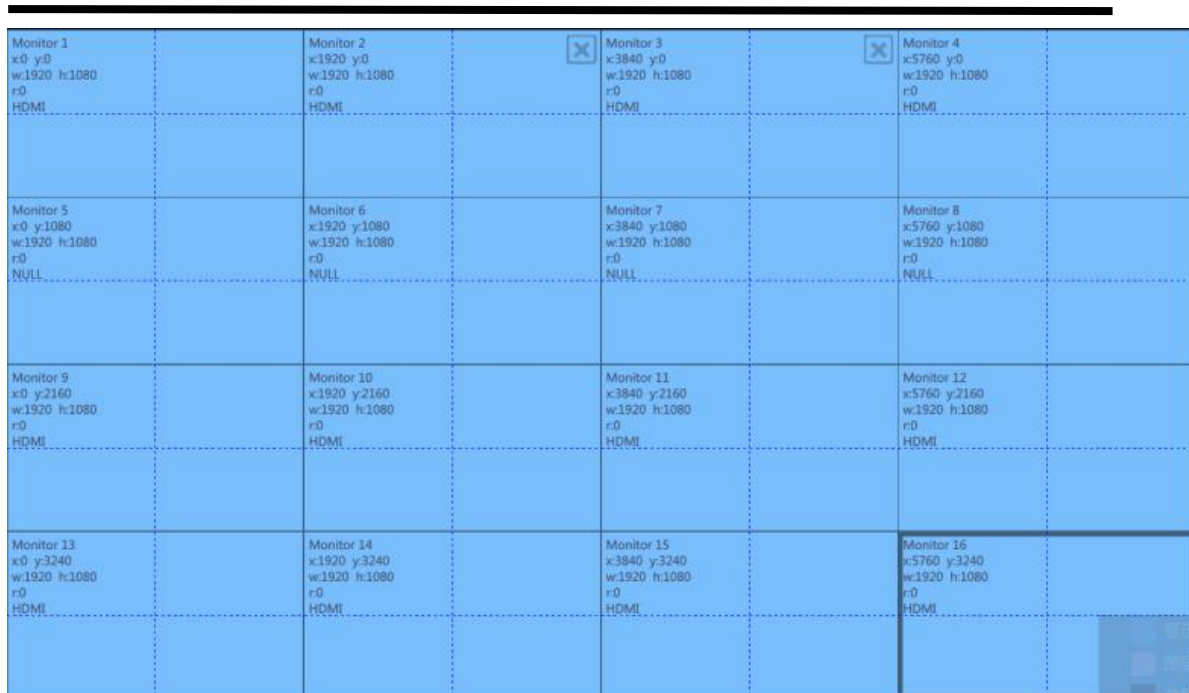 Monitor 1
x:0 y:0
w:1920 h:1080
r:0
HDMI
Monitor 2
x:1920 y:0
w:1920 h:1080
r:0
HDMI
Monitor 3
x:3840 y:0
w:1920 h:1080
r:0
HDMI
Monitor 4
x:5760 y:0
w:1920 h:1080
r:0
HDMI
Monitor 5
x:0 y:1080
w:1920 h:1080
r:0
NULL
Monitor 6
x:1920 y:1080
w:1920 h:1080
r:0
NULL
Monitor 7
x:3840 y:1080
w:1920 h:1080
r:0
NULL
Monitor 8
x:5760 y:1080
w:1920 h:1080
r:0
NULL
Monitor 9
x:0 y:2160
w:1920 h:1080
r:0
HDMI
Monitor 10
x:1920 y:2160
w:1920 h:1080
r:0
HDMI
Monitor 11
x:3840 y:2160
w:1920 h:1080
r:0
HDMI
Monitor 12
x:5760 y:2160
w:1920 h:1080
r:0
HDMI
Monitor 13
x:0 y:3240
w:1920 h:1080
r:0
HDMI
Monitor 14
x:1920 y:3240
w:1920 h:1080
r:0
HDMI
Monitor 15
x:3840 y:3240
w:1920 h:1080
r:0
HDMI
Monitor 16
x:5760 y:3240
w:1920 h:1080
r:0
HDMI